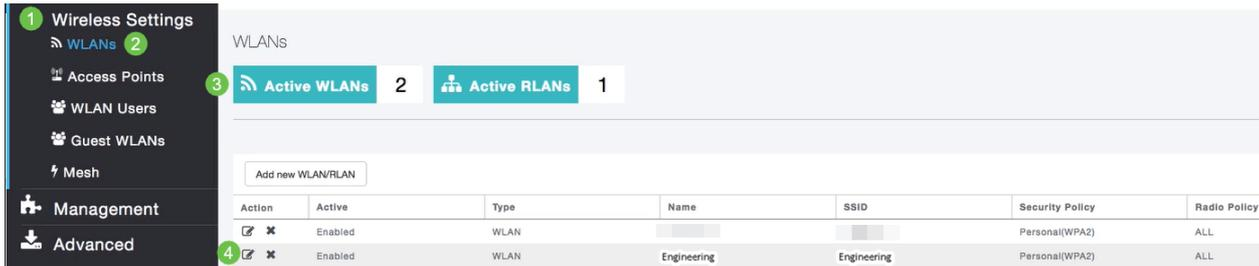 1 Wireless Settings
WLANs 2
Access Points
WLAN Users
Guest WLANs
Mesh
Management
Advanced
WLANs
3 Active WLANs 2 Active RLANs 1
Add new WLAN/RLAN
Action Active Type Name SSID Security Policy Radio Policy
Enabled WLAN Personal(WPA2) ALL
4 Enabled WLAN Engineering Engineering Personal(WPA2) ALL